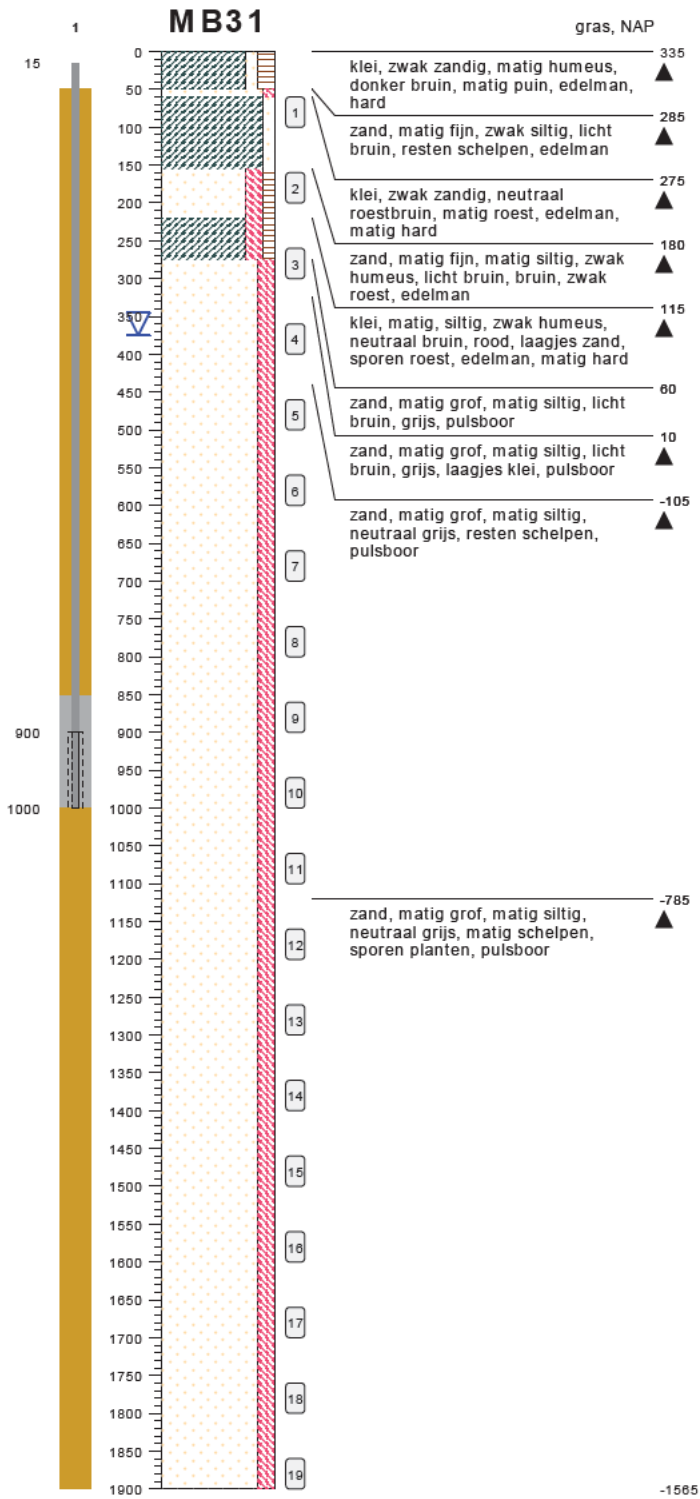 MB31
1
gras, NAP
15
0
50
100
150
200
250
300
350
400
450
500
550
600
650
700
750
800
850
900
950
1000
1050
1100
1150
1200
1250
1300
1350
1400
1450
1500
1550
1600
1650
1700
1750
1800
1850
1900
900
1000
1
2
3
4
5
6
7
8
9
10
11
12
13
14
15
16
17
18
19
335
klei, zwak zandig, matig humeus,
donker bruin, matig puin, edelman,
hard
285
zand, matig fijn, zwak siltig, licht
bruin, resten schelpen, edelman
275
klei, zwak zandig, neutraal
roestbruin, matig roest, edelman,
matig hard
180
zand, matig fijn, matig siltig, zwak
humeus, licht bruin, bruin, zwak
roest, edelman
115
klei, matig, siltig, zwak humeus,
neutraal bruin, rood, laagjes zand,
sporen roest, edelman, matig hard
60
zand, matig grof, matig siltig, licht
bruin, grijs, pulsboor
10
zand, matig grof, matig siltig, licht
bruin, grijs, laagjes klei, pulsboor
-105
zand, matig grof, matig siltig,
neutraal grijs, resten schelpen,
pulsboor
-785
zand, matig grof, matig siltig,
neutraal grijs, matig schelpen,
sporen planten, pulsboor
-1565